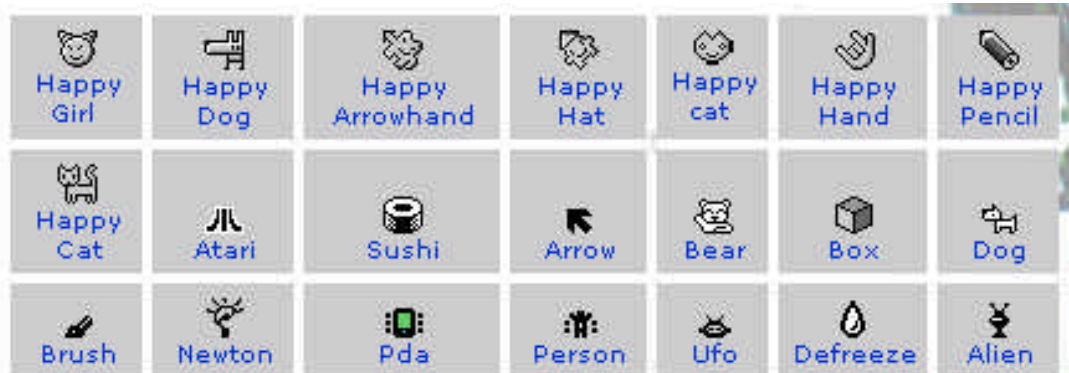 Happy Girl
Happy Dog
Happy Arrowhand
Happy Hat
Happy cat
Happy Hand
Happy Pencil
Happy Cat
Atari
Sushi
Arrow
Bear
Box
Dog
Brush
Newton
Pda
Person
Ufo
Defreeze
Alien